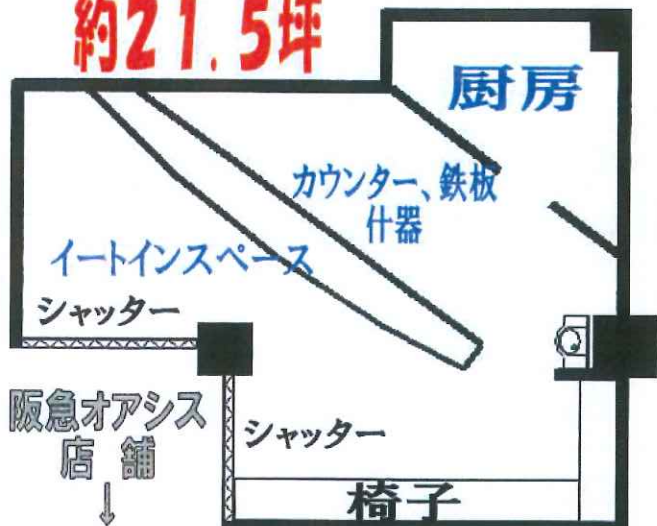 約21.5坪
厨房
カウンター、鉄板
什器
イートインスペース
シャッター
阪急オアシス
店舗
↓
シャッター
椅子